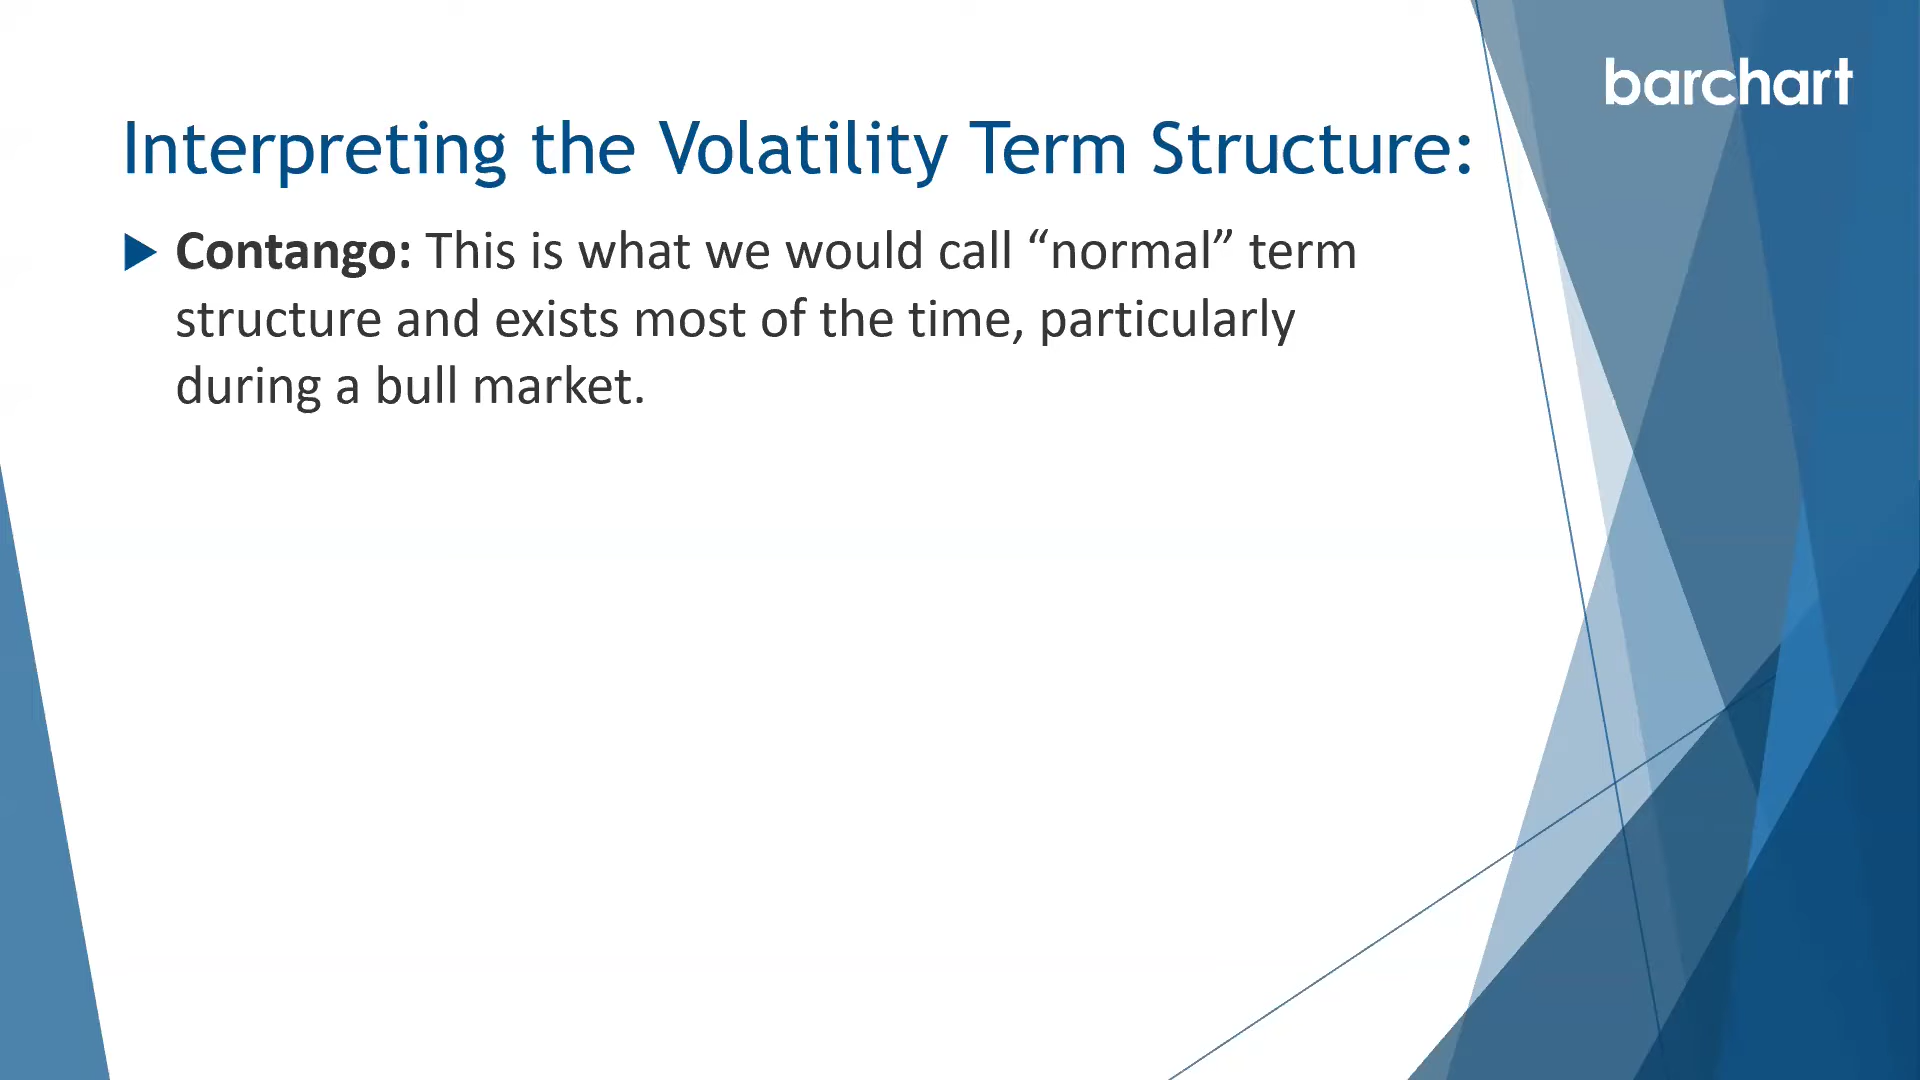 barchart
Interpreting the Volatility Term Structure:
Contango: This is what we would call “normal” term
structure and exists most of the time, particularly
during a bull market.